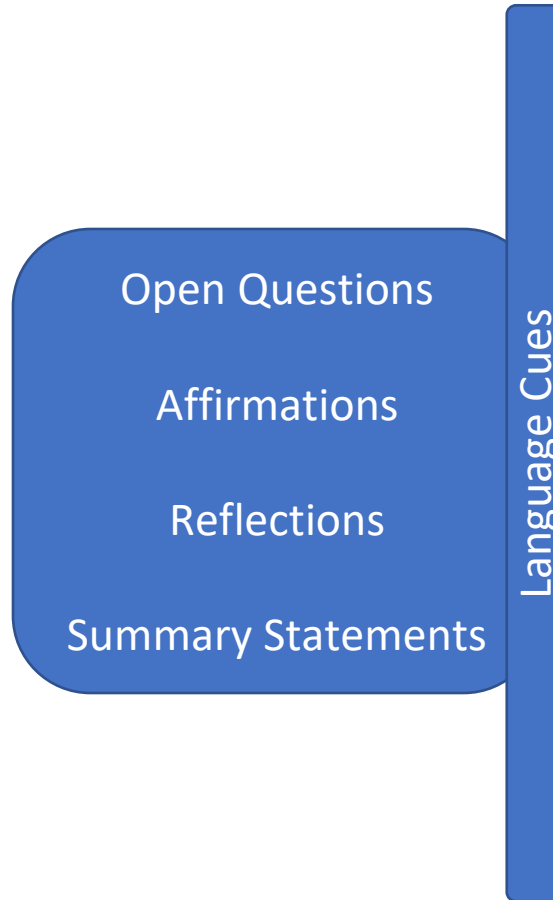 Open Questions
Affirmations
Reflections
Summary Statements
Language Cues